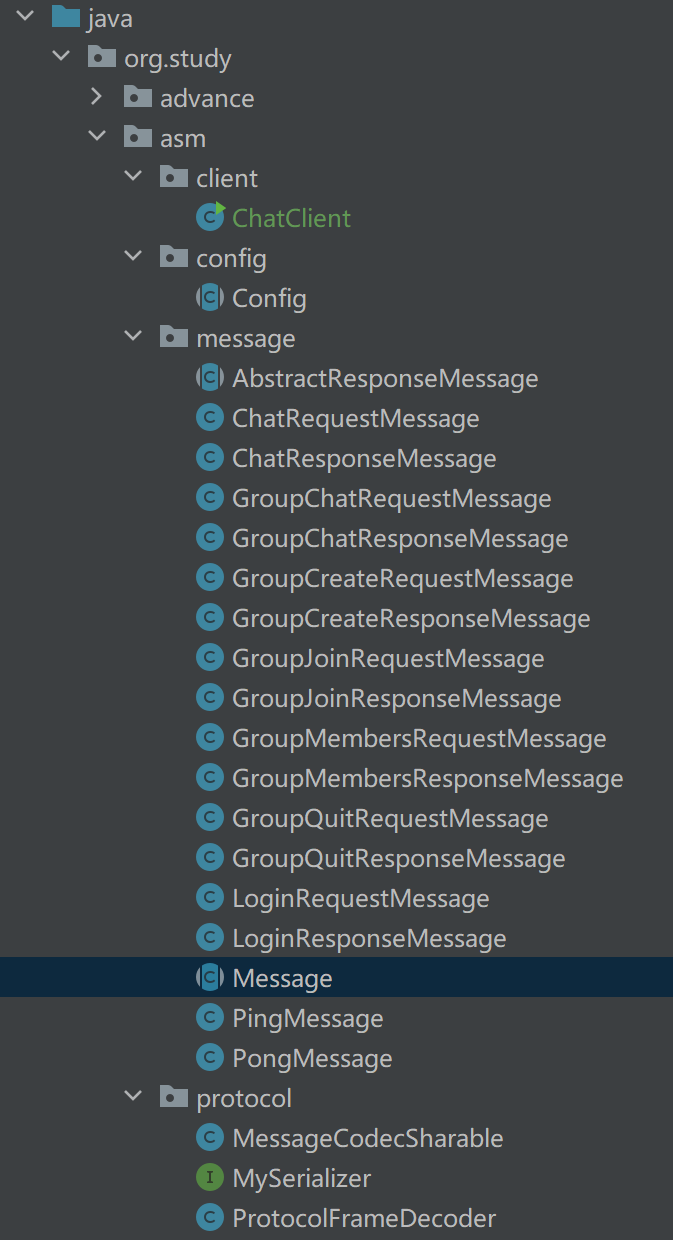 java
org.study
advance
asm
client
ChatClient
config
Config
message
AbstractResponseMessage
ChatRequestMessage
ChatResponseMessage
GroupChatRequestMessage
GroupChatResponseMessage
GroupCreateRequestMessage
GroupCreateResponseMessage
GroupJoinRequestMessage
GroupJoinResponseMessage
GroupMembersRequestMessage
GroupMembersResponseMessage
GroupQuitRequestMessage
GroupQuitResponseMessage
LoginRequestMessage
LoginResponseMessage
Message
PingMessage
PongMessage
protocol
MessageCodecSharable
MySerializer
ProtocolFrameDecoder